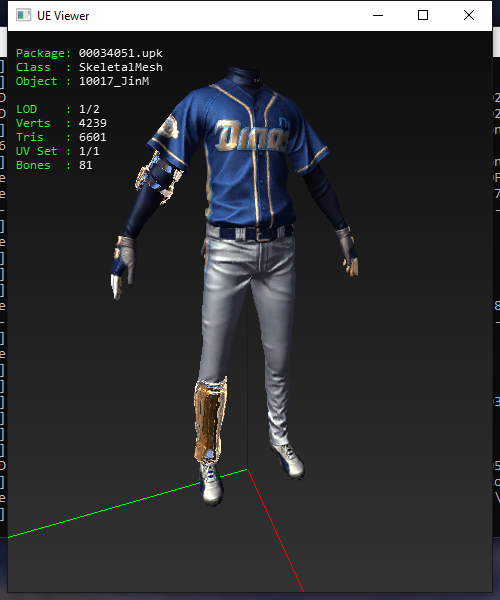 UE Viewer
Package: 00034051.upk
Class : SkeletalMesh
Object : 10017_JinM
LOD : 1/2
Verts : 4239
Tris : 6601
UV Set : 1/1
Bones : 81
Dinos